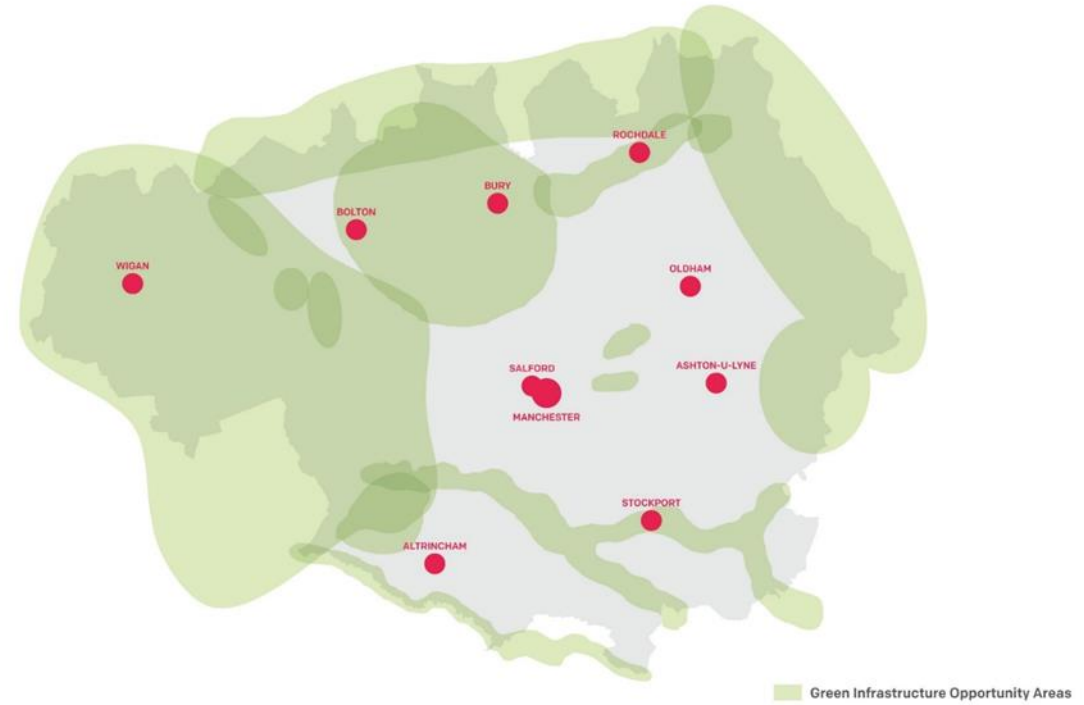 ROCHDALE
BURY
BOLTON
WIGAN
OLDHAM
SALFORD
ASHTON-U-LYNE
MANCHESTER
STOCKPORT
ALTRINCHAM
Green Infrastructure Opportunity Areas